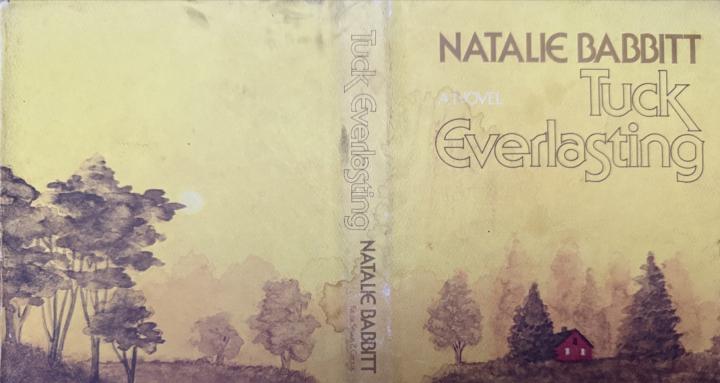 NATALIE BABBITT
A NOVEL
Tuck
Everlasting
Tuck Everlasting
NATALIE BABBITT